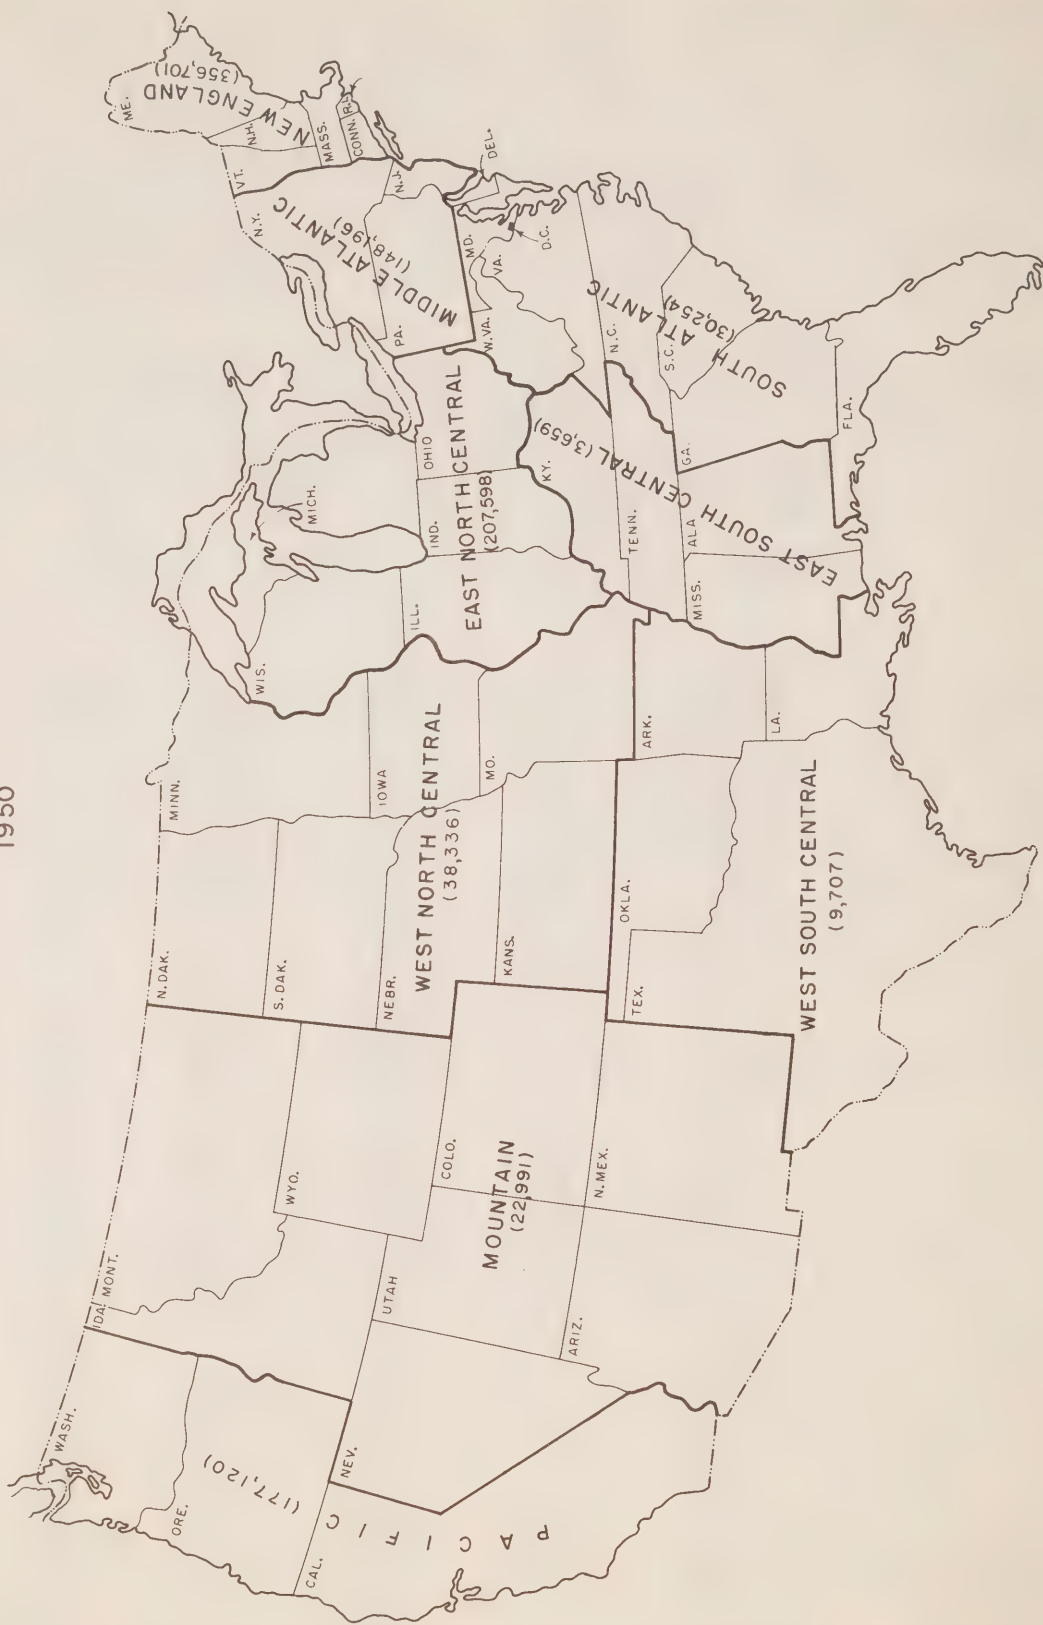 1950
WASH.
ORE.
CAL.
(177,120)
PACIFIC
NEV.
IDA.
MONT.
WYO.
UTAH
COLO.
ARIZ.
N.MEX.
MOUNTAIN
(22,991)
N. DAK.
S. DAK.
NEBR.
KANS.
MINN.
IOWA
MO.
WEST NORTH CENTRAL
(38,336)
OKLA.
TEX.
ARK.
LA.
WEST SOUTH CENTRAL
(9,707)
WIS.
MICH.
ILL.
IND.
OHIO
EAST NORTH CENTRAL
(207,598)
KY.
TENN.
MISS.
ALA
EAST SOUTH CENTRAL (3,659)
W.VA.
MD.
DEL.
D.C.
VA.
N.C.
S.C.
GA.
FLA.
SOUTH ATLANTIC
(30,254)
N.Y.
PA.
N.J.
MIDDLE ATLANTIC
(148,196)
ME.
N.H.
VT.
MASS.
CONN.
R.I.
NEW ENGLAND
(356,701)